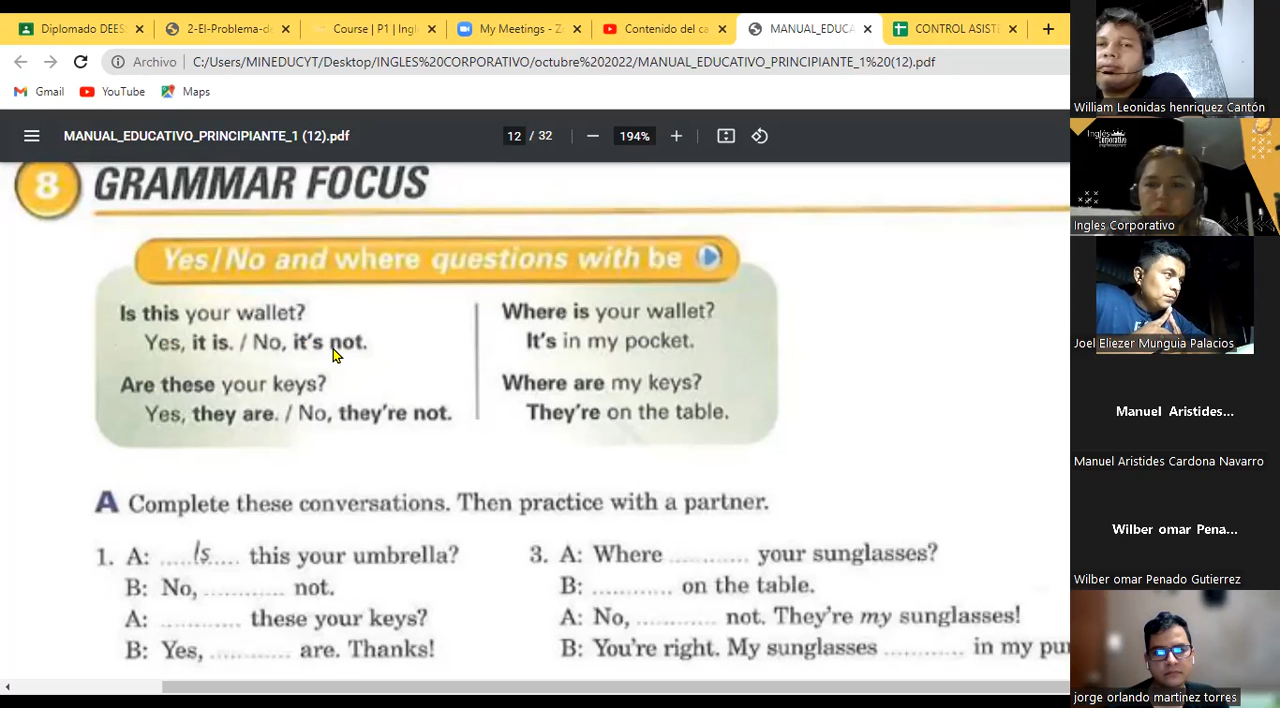 Diplomado DEES
2-El-Problema-d
Course | P1 | Ingl
My Meetings - Z
Contenido del ca
MANUAL_EDUCA
CONTROL ASIST
Archivo | C:/Users/MINEDUCYT/Desktop/INGLES%20CORPORATIVO/octubre%202022/MANUAL_EDUCATIVO_PRINCIPIANTE_1%20(12).pdf
Gmail YouTube Maps
MANUAL_EDUCATIVO_PRINCIPIANTE_1 (12).pdf
12 / 32
194%
8 GRAMMAR FOCUS
Yes/No and where questions with be
Is this your wallet?
Yes, it is. / No, it's not.
Are these your keys?
Yes, they are. / No, they're not.
Where is your wallet?
It's in my pocket.
Where are my keys?
They're on the table.
A Complete these conversations. Then practice with a partner.
1. A: .....Is..... this your umbrella?
B: No, ............ not.
A: ............ these your keys?
B: Yes, ............ are. Thanks!
3. A: Where ............ your sunglasses?
B: ............ on the table.
A: No, ............ not. They're my sunglasses!
B: You're right. My sunglasses ............ in my pu
William Leonidas henriquez Cantón
Inglés
Corporativo
Ingles Corporativo
Joel Eliezer Munguia Palacios
Manuel Aristides...
Manuel Aristides Cardona Navarro
Wilber omar Pena...
Wilber omar Penado Gutierrez
jorge orlando martinez torres